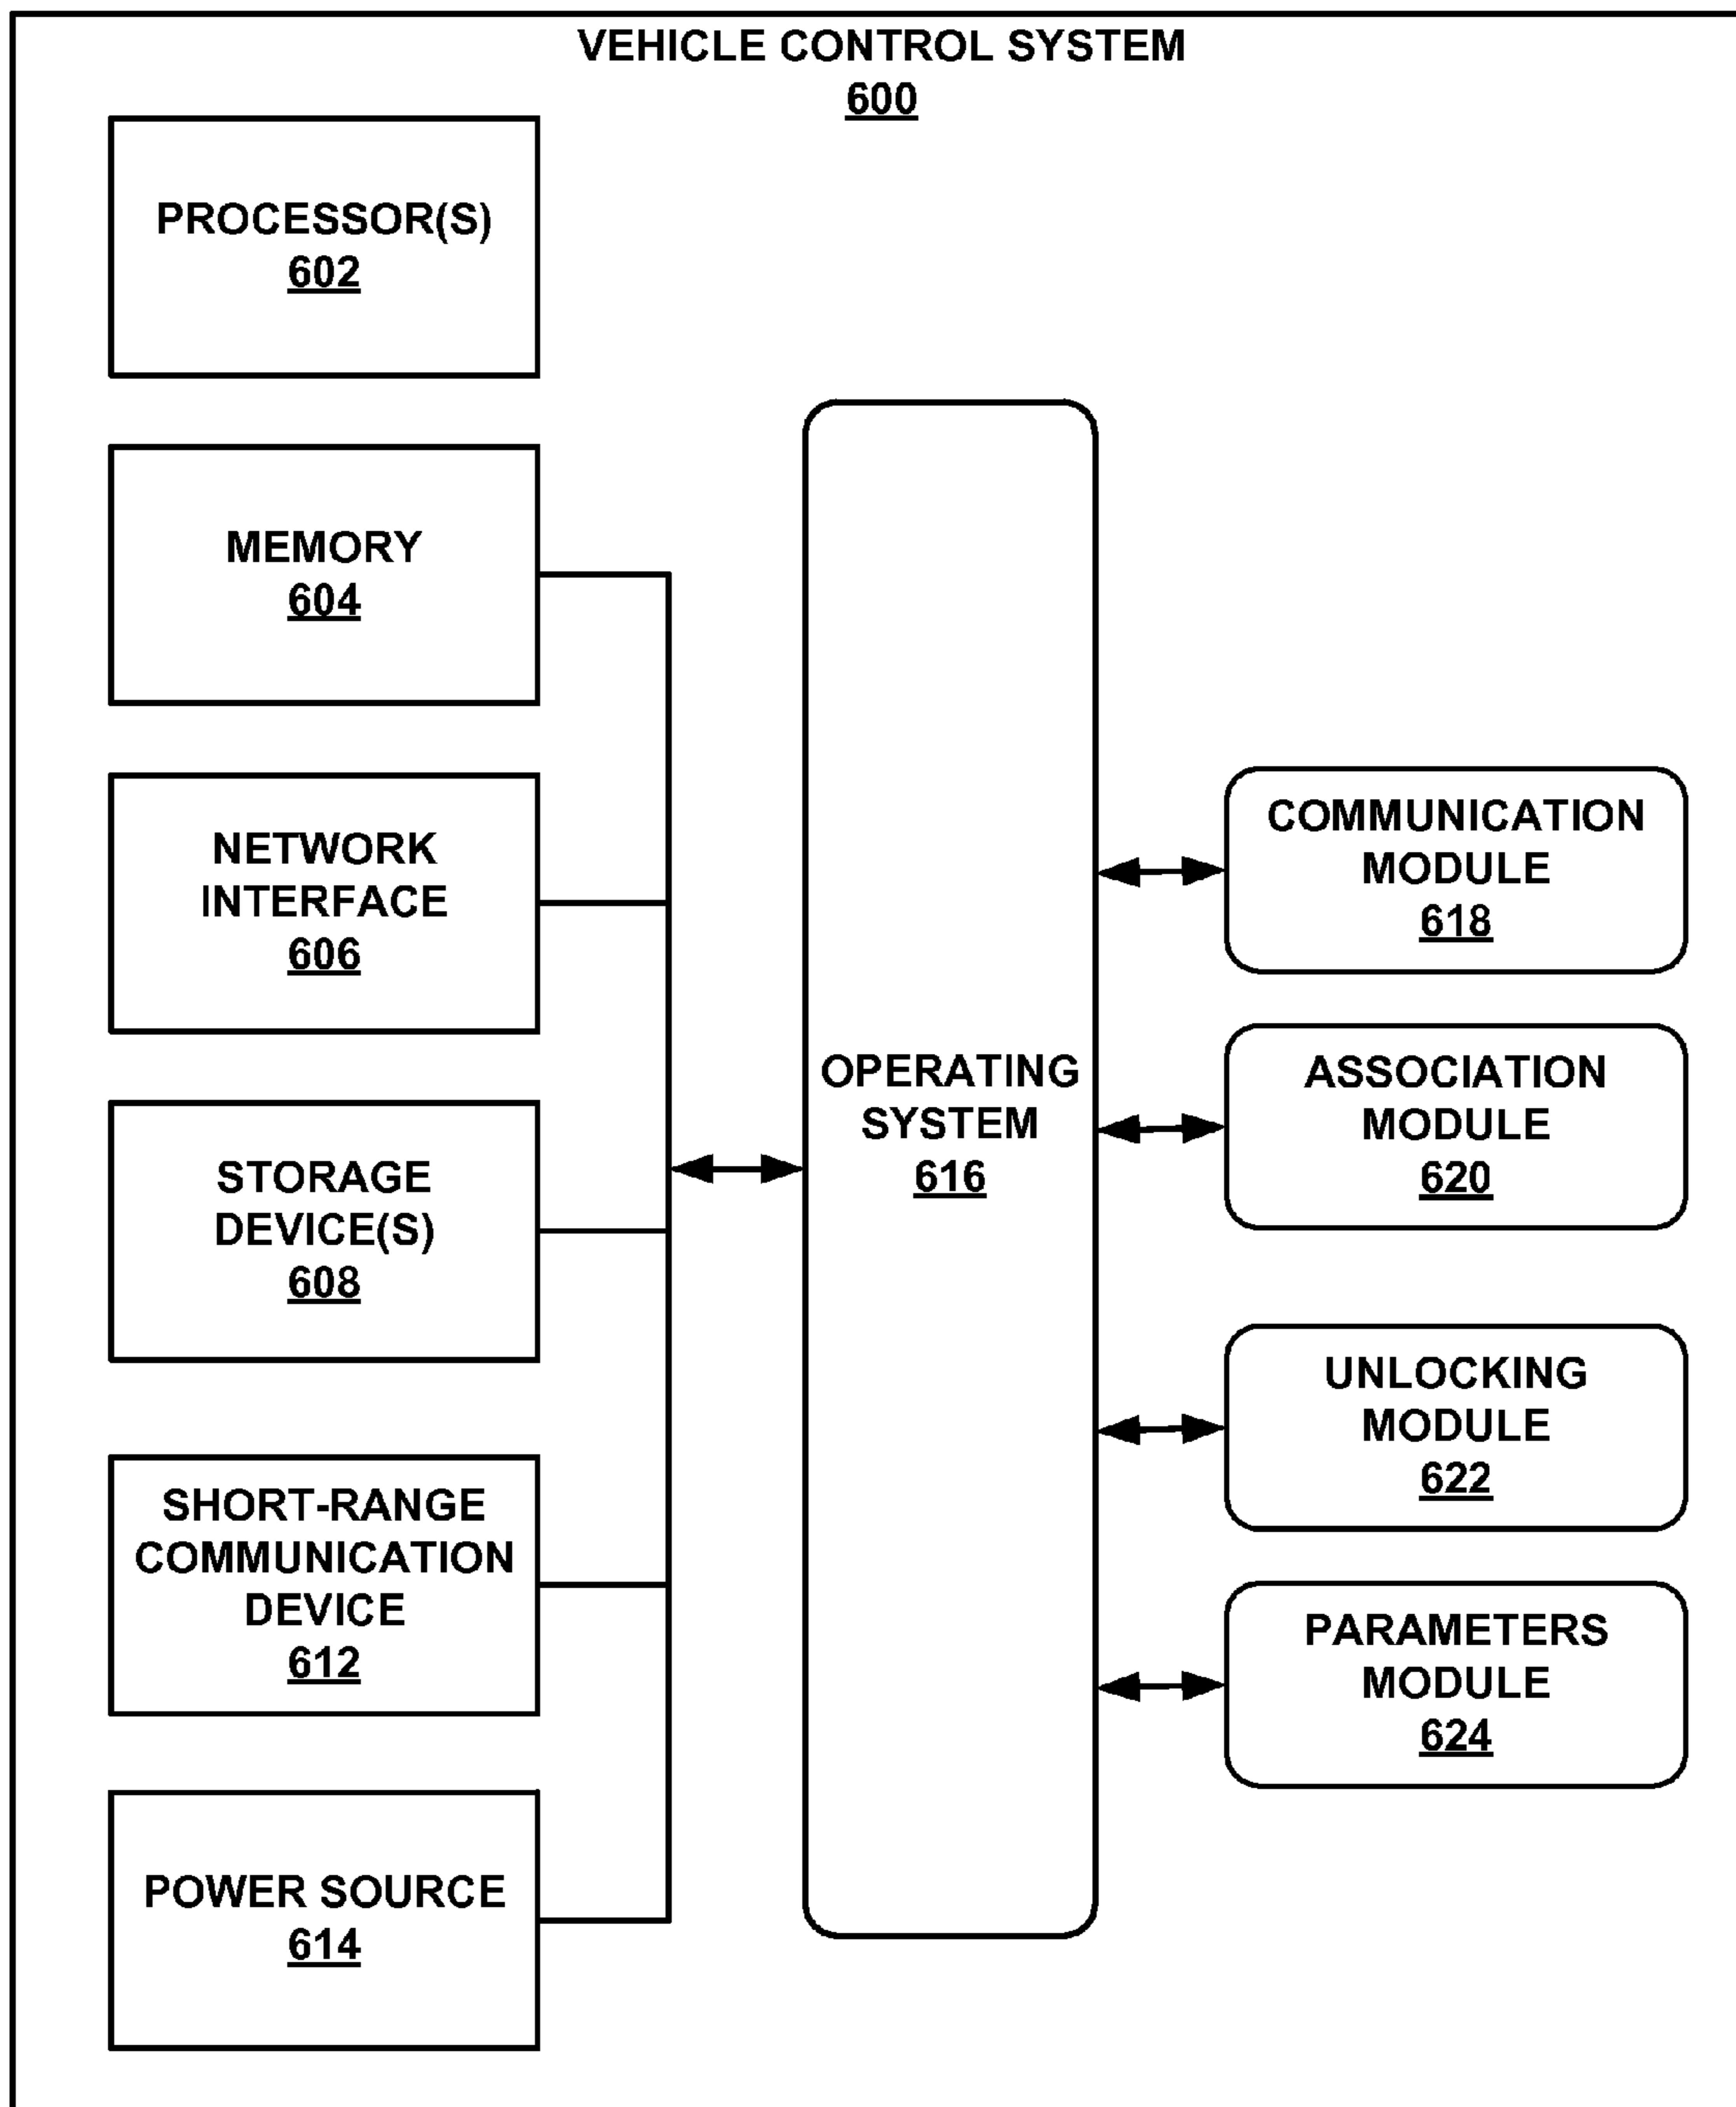 VEHICLE CONTROL SYSTEM
600
PROCESSOR(S)
602
MEMORY
604
NETWORK
INTERFACE
606
STORAGE
DEVICE(S)
608
SHORT-RANGE
COMMUNICATION
DEVICE
612
POWER SOURCE
614
OPERATING
SYSTEM
616
COMMUNICATION
MODULE
618
ASSOCIATION
MODULE
620
UNLOCKING
MODULE
622
PARAMETERS
MODULE
624